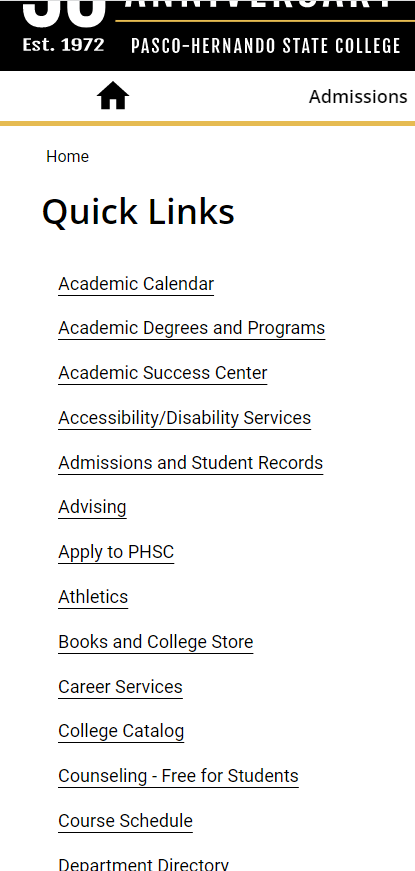 50 ANNIVERSARY
Est. 1972 PASCO-HERNANDO STATE COLLEGE
Admissions
Home
Quick Links
Academic Calendar
Academic Degrees and Programs
Academic Success Center
Accessibility/Disability Services
Admissions and Student Records
Advising
Apply to PHSC
Athletics
Books and College Store
Career Services
College Catalog
Counseling - Free for Students
Course Schedule
Department Directory